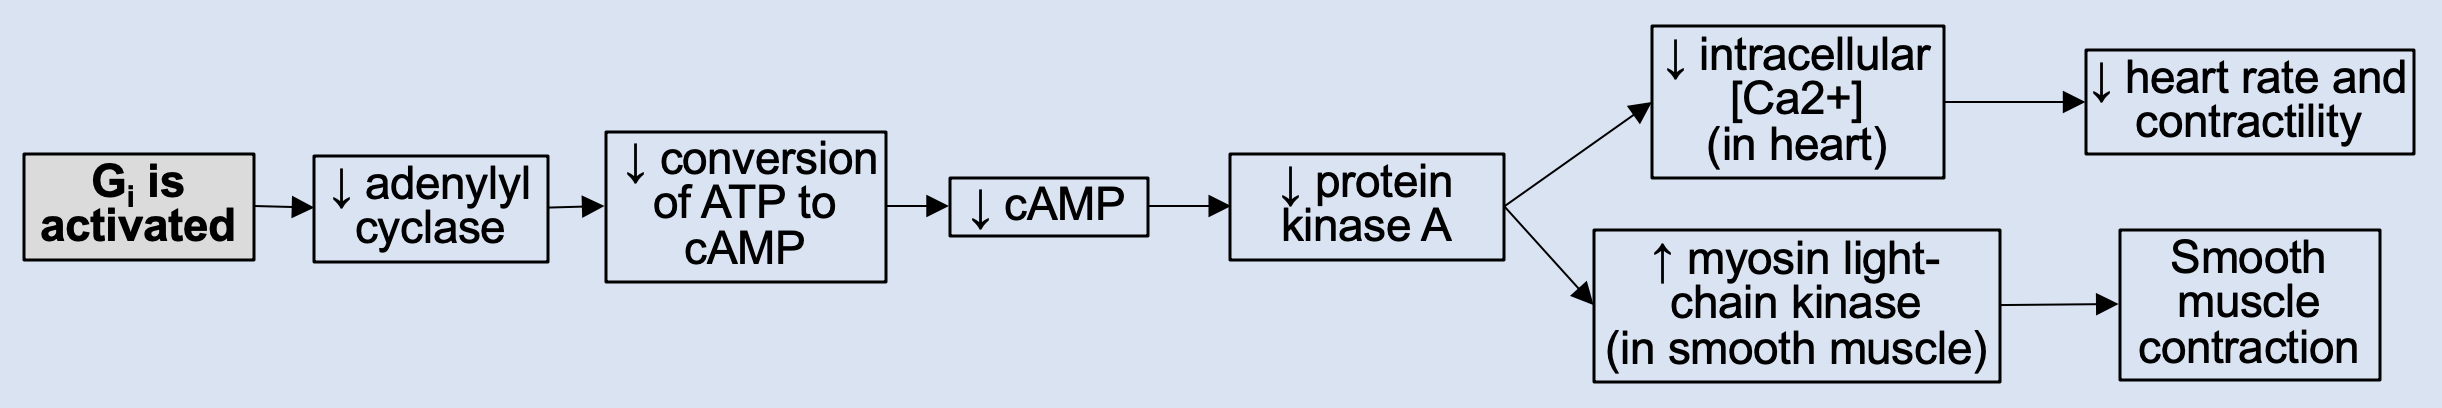 Gi is
activated
↓ adenylyl
cyclase
↓ conversion
of ATP to
cAMP
↓ cAMP
↓ protein
kinase A
↓ intracellular
[Ca2+]
(in heart)
↓ heart rate and
contractility
↑ myosin light-
chain kinase
(in smooth muscle)
Smooth
muscle
contraction